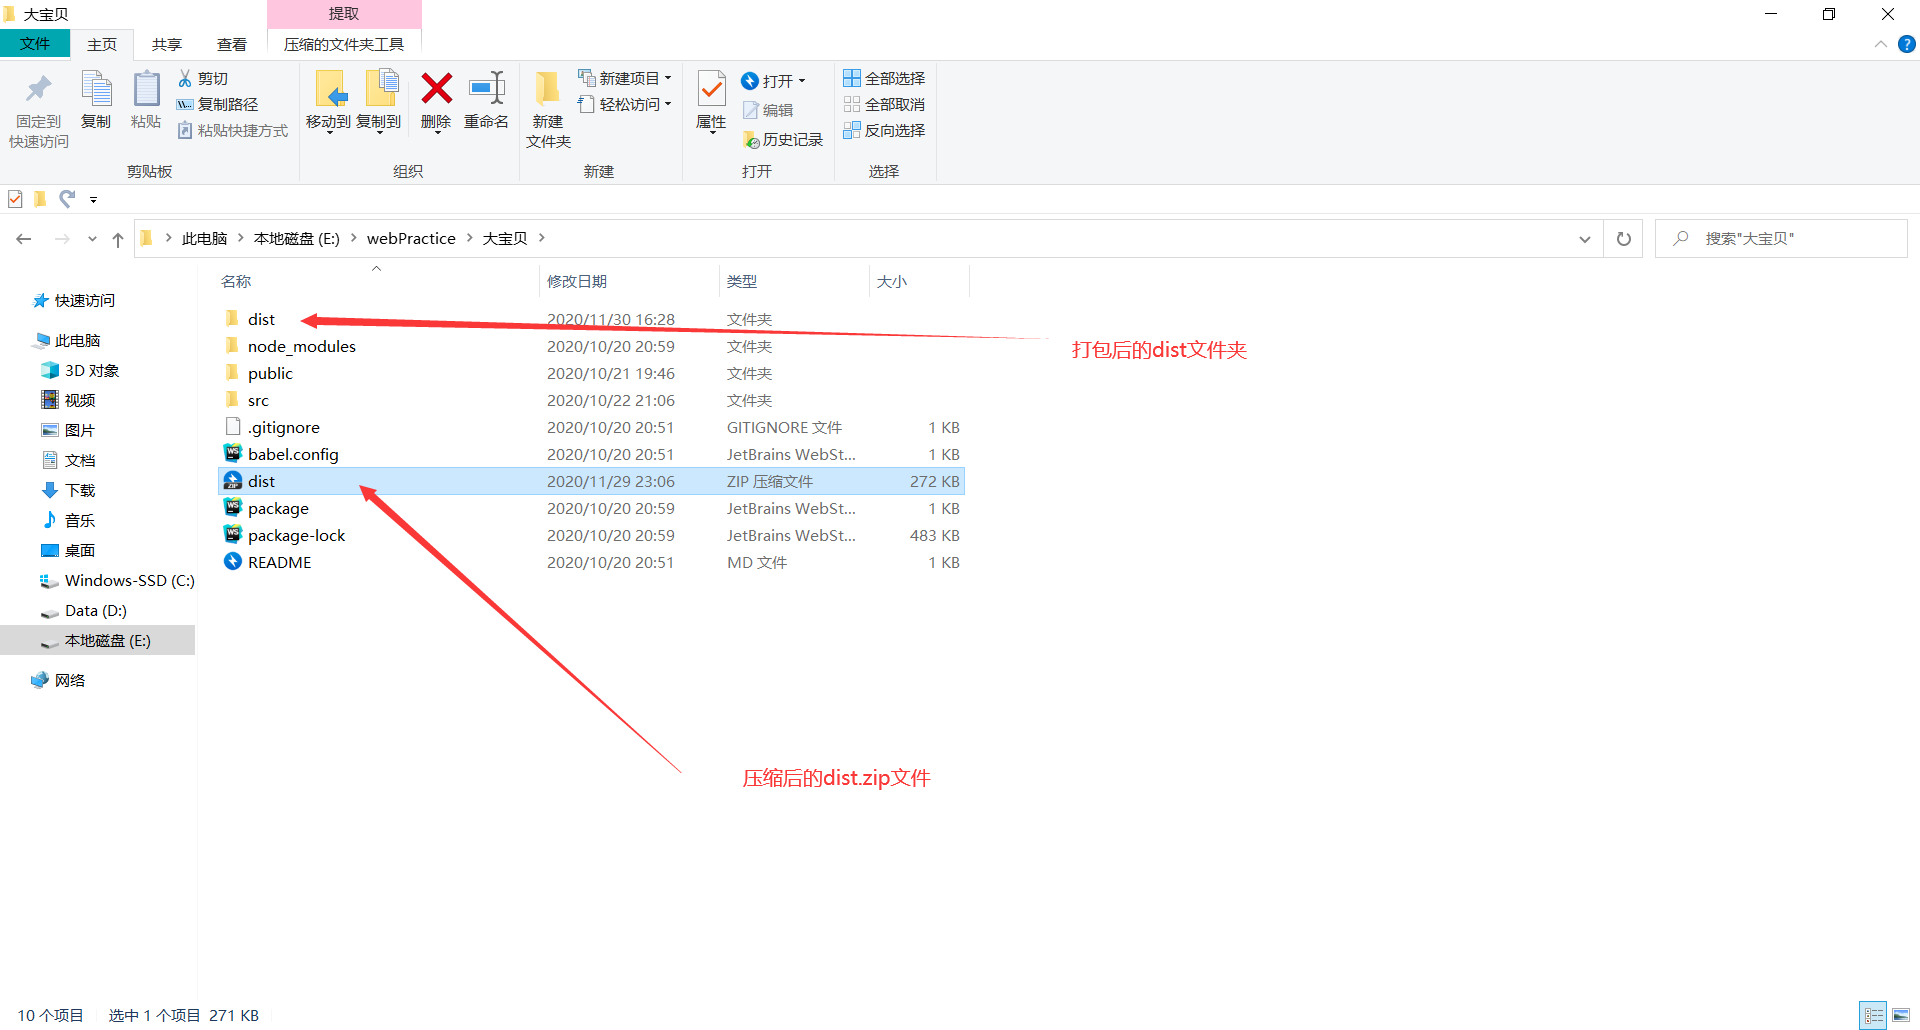 大宝贝
提取
文件
主页
共享
查看
压缩的文件夹工具
固定到
快速访问
复制
粘贴
剪切
复制路径
粘贴快捷方式
剪贴板
移动到
复制到
删除
重命名
组织
新建
文件夹
新建项目
轻松访问
新建
属性
打开
编辑
历史记录
打开
全部选择
全部取消
反向选择
选择
此电脑 本地磁盘 (E:) webPractice 大宝贝
搜索"大宝贝"
名称 修改日期 类型 大小
快速访问
此电脑
3D 对象
视频
图片
文档
下载
音乐
桌面
Windows-SSD (C:)
Data (D:)
本地磁盘 (E:)
网络
dist 2020/11/30 16:28 文件夹
node_modules 2020/10/20 20:59 文件夹
public 2020/10/21 19:46 文件夹
src 2020/10/22 21:06 文件夹
.gitignore 2020/10/20 20:51 GITIGNORE 文件 1 KB
babel.config 2020/10/20 20:51 JetBrains WebSt... 1 KB
dist 2020/11/29 23:06 ZIP 压缩文件 272 KB
package 2020/10/20 20:59 JetBrains WebSt... 1 KB
package-lock 2020/10/20 20:59 JetBrains WebSt... 483 KB
README 2020/10/20 20:51 MD 文件 1 KB
打包后的dist文件夹
压缩后的dist.zip文件
10 个项目 选中 1 个项目 271 KB